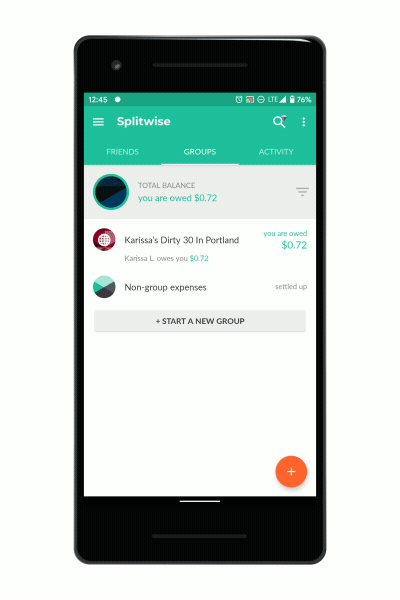 12:45 LTE 76%
Splitwise
FRIENDS GROUPS ACTIVITY
TOTAL BALANCE
you are owed $0.72
Karissa's Dirty 30 In Portland you are owed
$0.72
Karissa L. owes you $0.72
Non-group expenses settled up
+ START A NEW GROUP
+